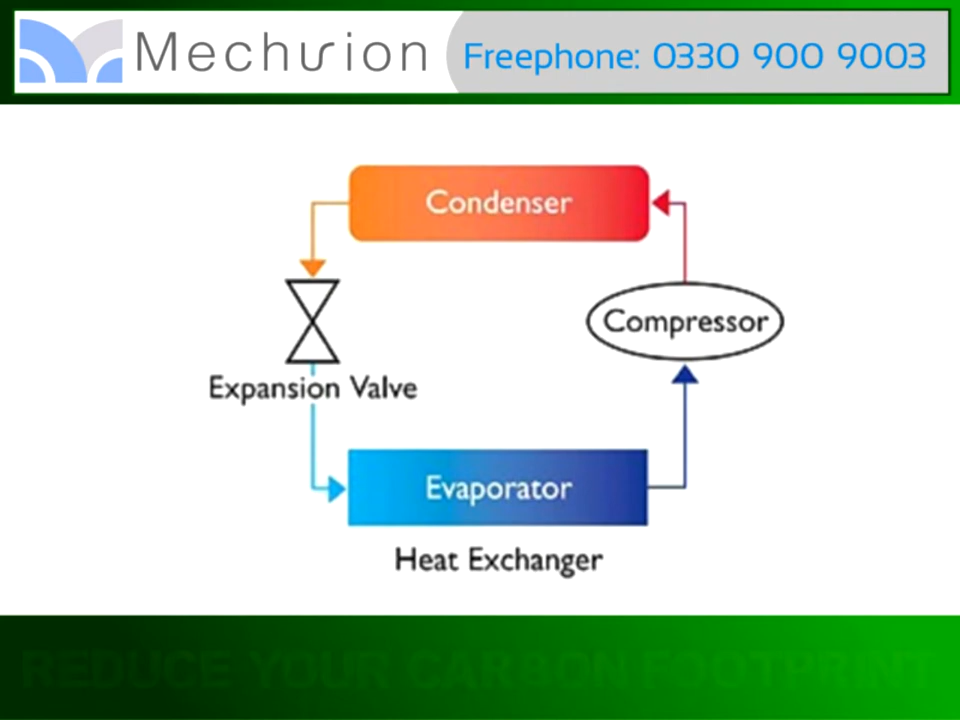 Mechurion
Freephone: 0330 900 9003
Condenser
Compressor
Expansion Valve
Evaporator
Heat Exchanger
REDUCE YOUR CARBON FOOTPRINT